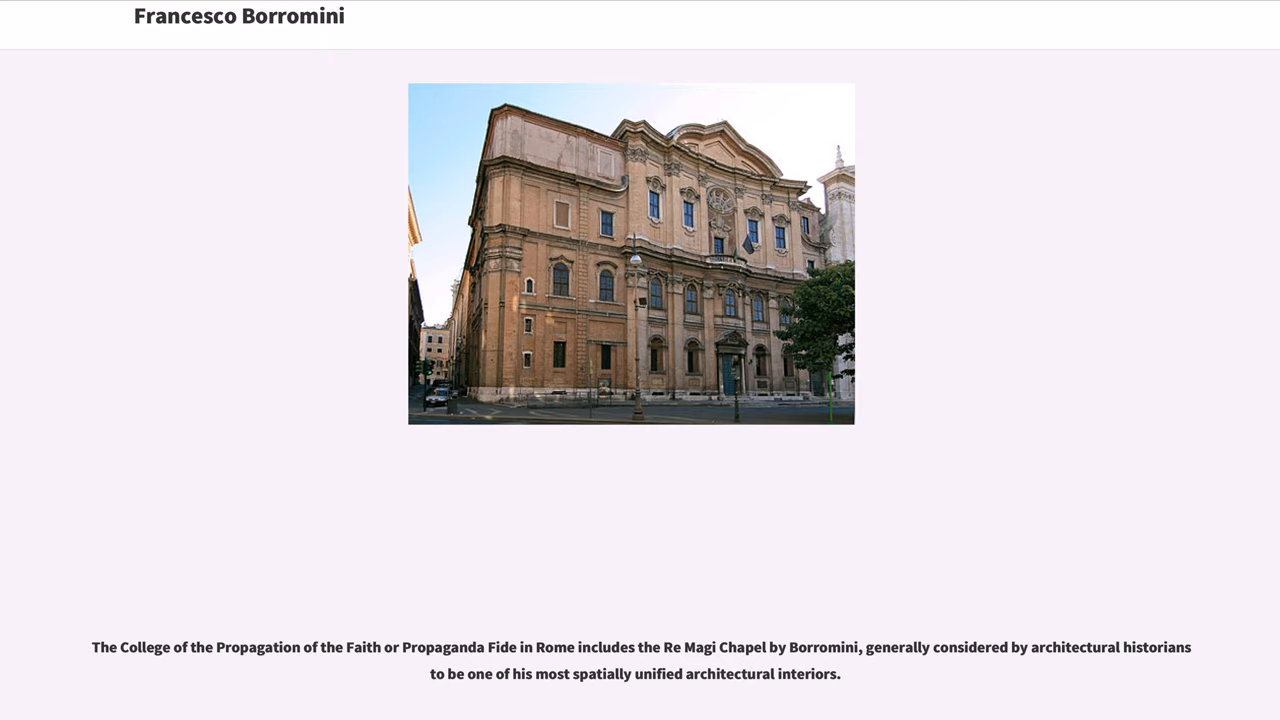 Francesco Borromini
The College of the Propagation of the Faith or Propaganda Fide in Rome includes the Re Magi Chapel by Borromini, generally considered by architectural historians
to be one of his most spatially unified architectural interiors.